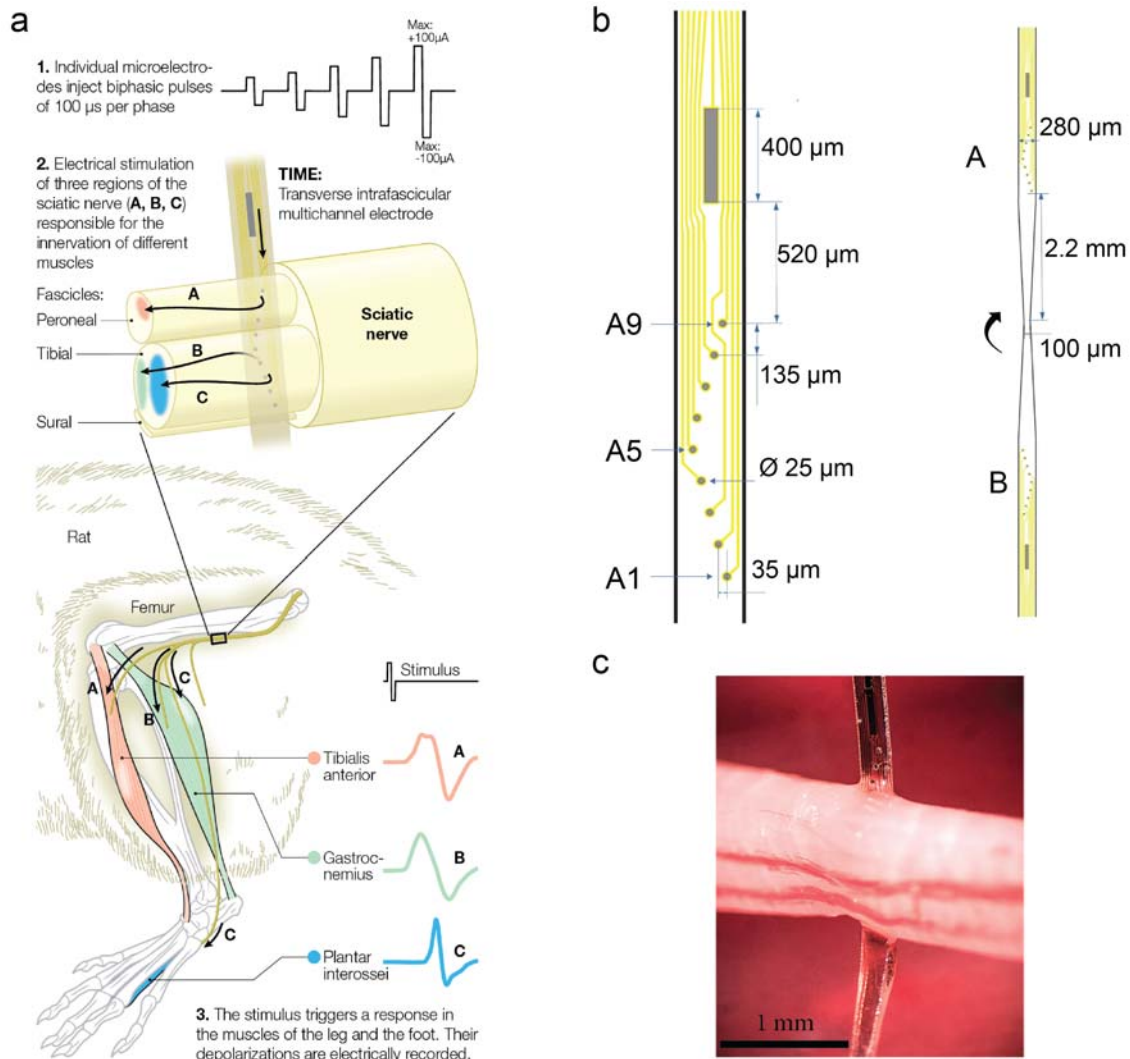 a
1. Individual microelectro-
des inject biphasic pulses
of 100 µs per phase
Max:
+100µA
Max:
-100µA
2. Electrical stimulation
of three regions of the
sciatic nerve (A, B, C)
responsible for the
innervation of different
muscles
TIME:
Transverse intrafascicular
multichannel electrode
Fascicles:
Peroneal
Tibial
Sural
A
B
C
Sciatic
nerve
Rat
Femur
A
B
C
C
Stimulus
Tibialis
anterior
A
Gastroc-
nemius
B
Plantar
interossei
C
3. The stimulus triggers a response
in the muscles of the leg and the foot. Their
depolarizations are electrically recorded.
b
400 µm
520 µm
A9
135 µm
A5
Ø 25 µm
A1
35 µm
A
280 µm
2.2 mm
100 µm
B
c
1 mm